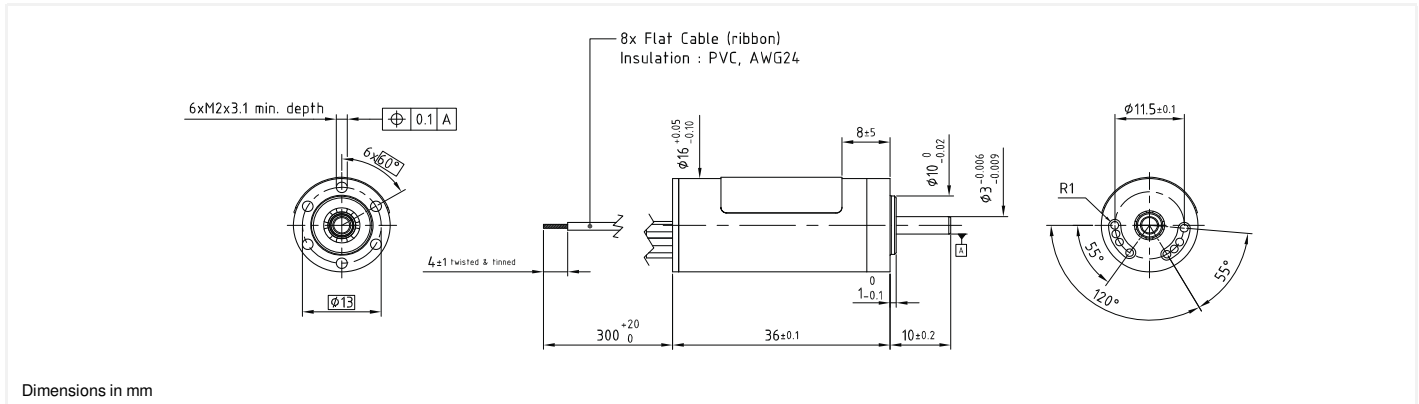 8x Flat Cable (ribbon)
Insulation : PVC, AWG24
6xM2x3.1 min. depth
⌖ 0.1 A
6x60°
Ø13
4±1 twisted & tinned
300 +20 0
Ø16 +0.05 -0.10
8±5
Ø10 0 -0.02
Ø3 -0.006 -0.009
A
1 0 -0.1
36±0.1
10±0.2
Ø11.5±0.1
R1
55°
120°
55°
Dimensions in mm